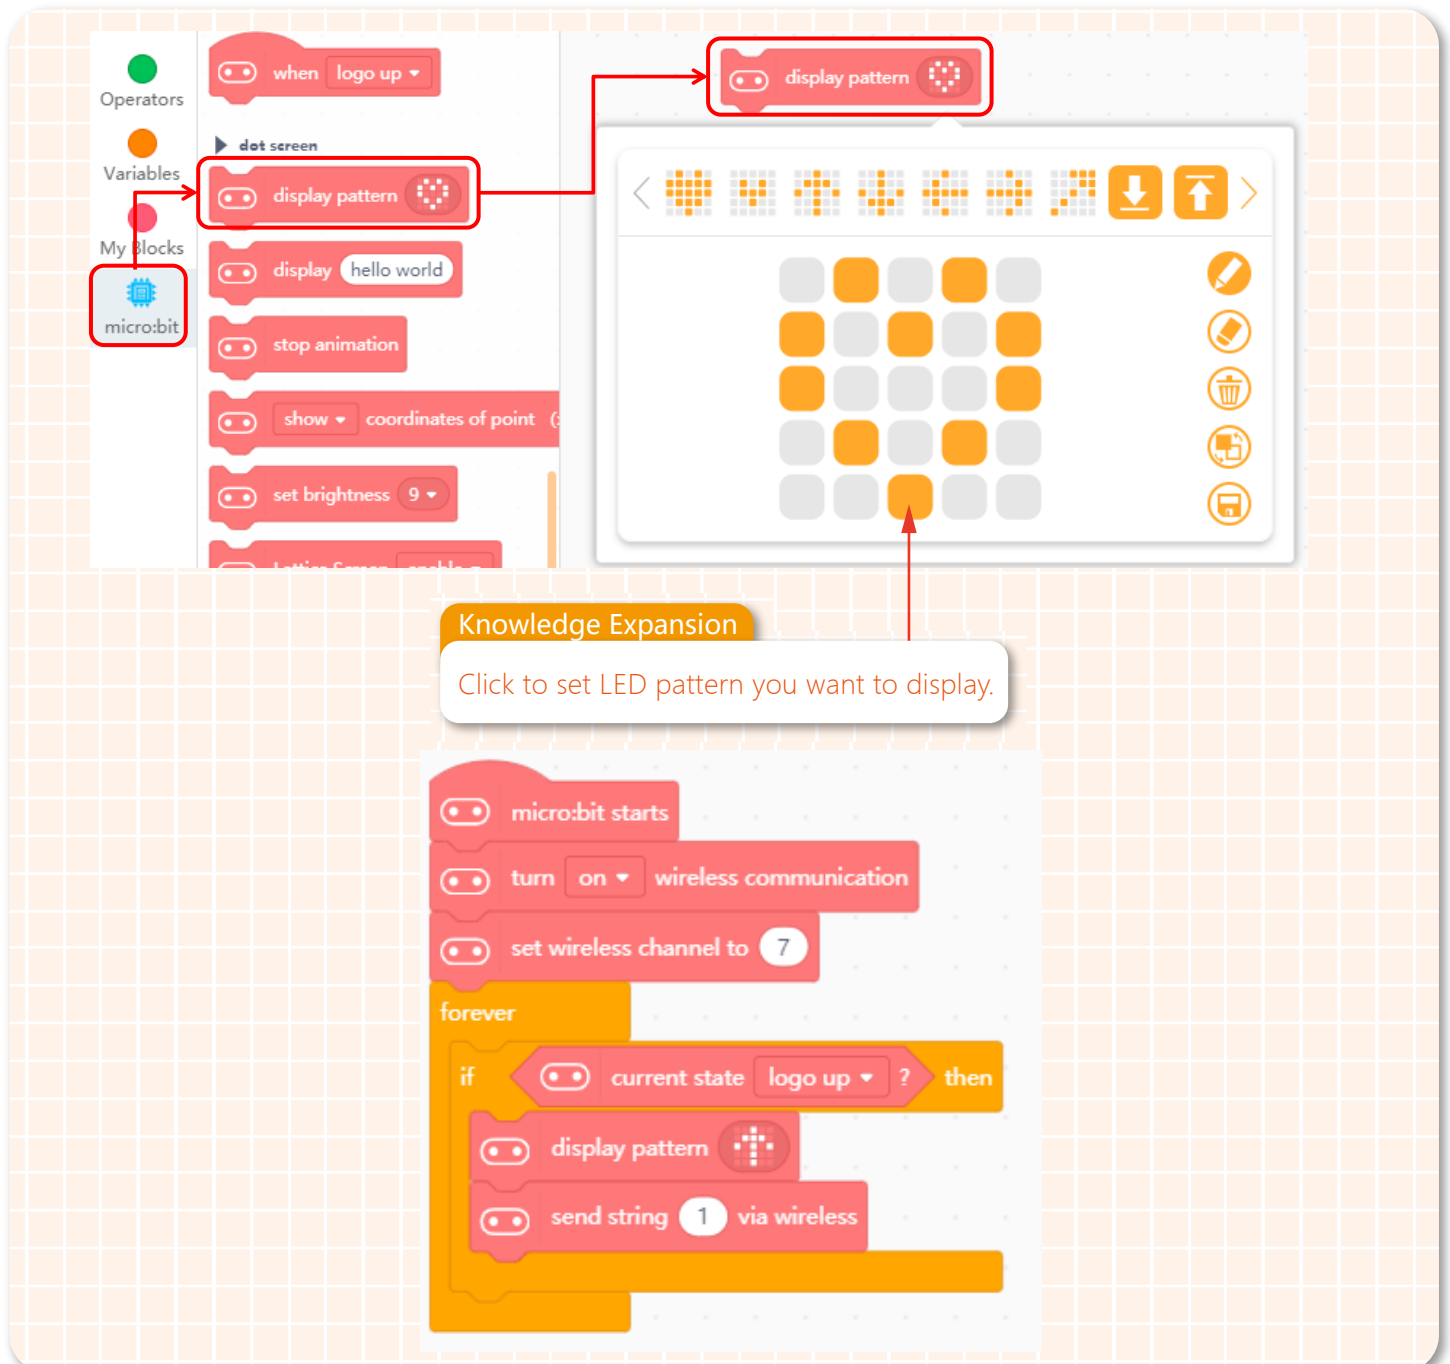 Operators
Variables
My Blocks
micro:bit
when logo up
dot screen
display pattern
display hello world
stop animation
show coordinates of point (
set brightness 9
Lattice Screen enable
display pattern
Knowledge Expansion
Click to set LED pattern you want to display.
micro:bit starts
turn on wireless communication
set wireless channel to 7
forever
if current state logo up ? then
display pattern
send string 1 via wireless